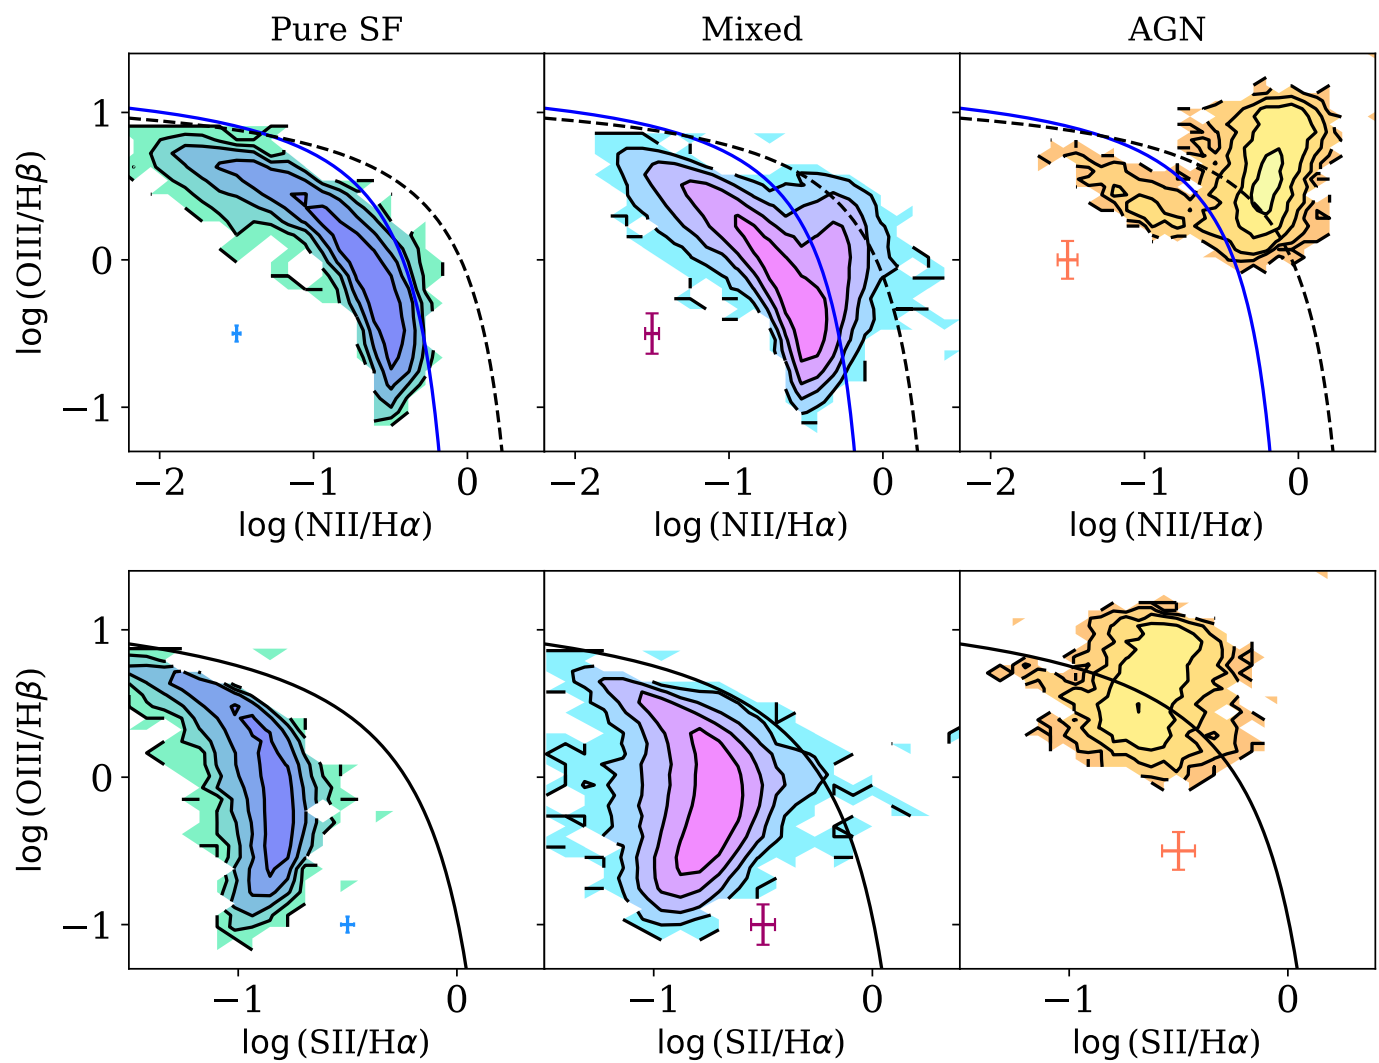 Pure SF Mixed AGN
1
0
−1
log (OIII/Hβ)
−2 −1 0 −2 −1 0 −2 −1 0
log (NII/Hα) log (NII/Hα) log (NII/Hα)
1
0
−1
log (OIII/Hβ)
−1 0 −1 0 −1 0
log (SII/Hα) log (SII/Hα) log (SII/Hα)